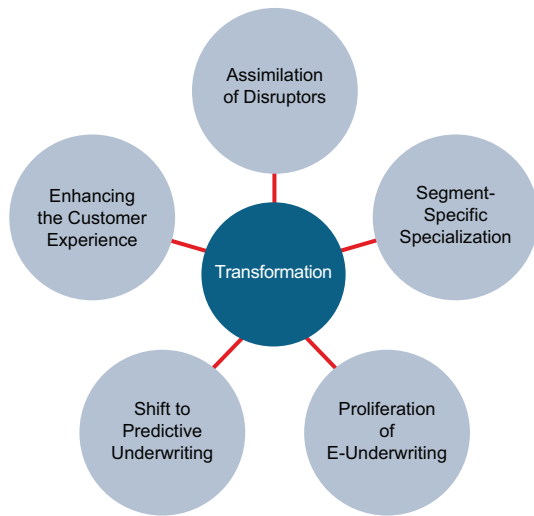 Assimilation
of Disruptors
Enhancing
the Customer
Experience
Segment-
Specific
Specialization
Transformation
Shift to
Predictive
Underwriting
Proliferation
of
E-Underwriting